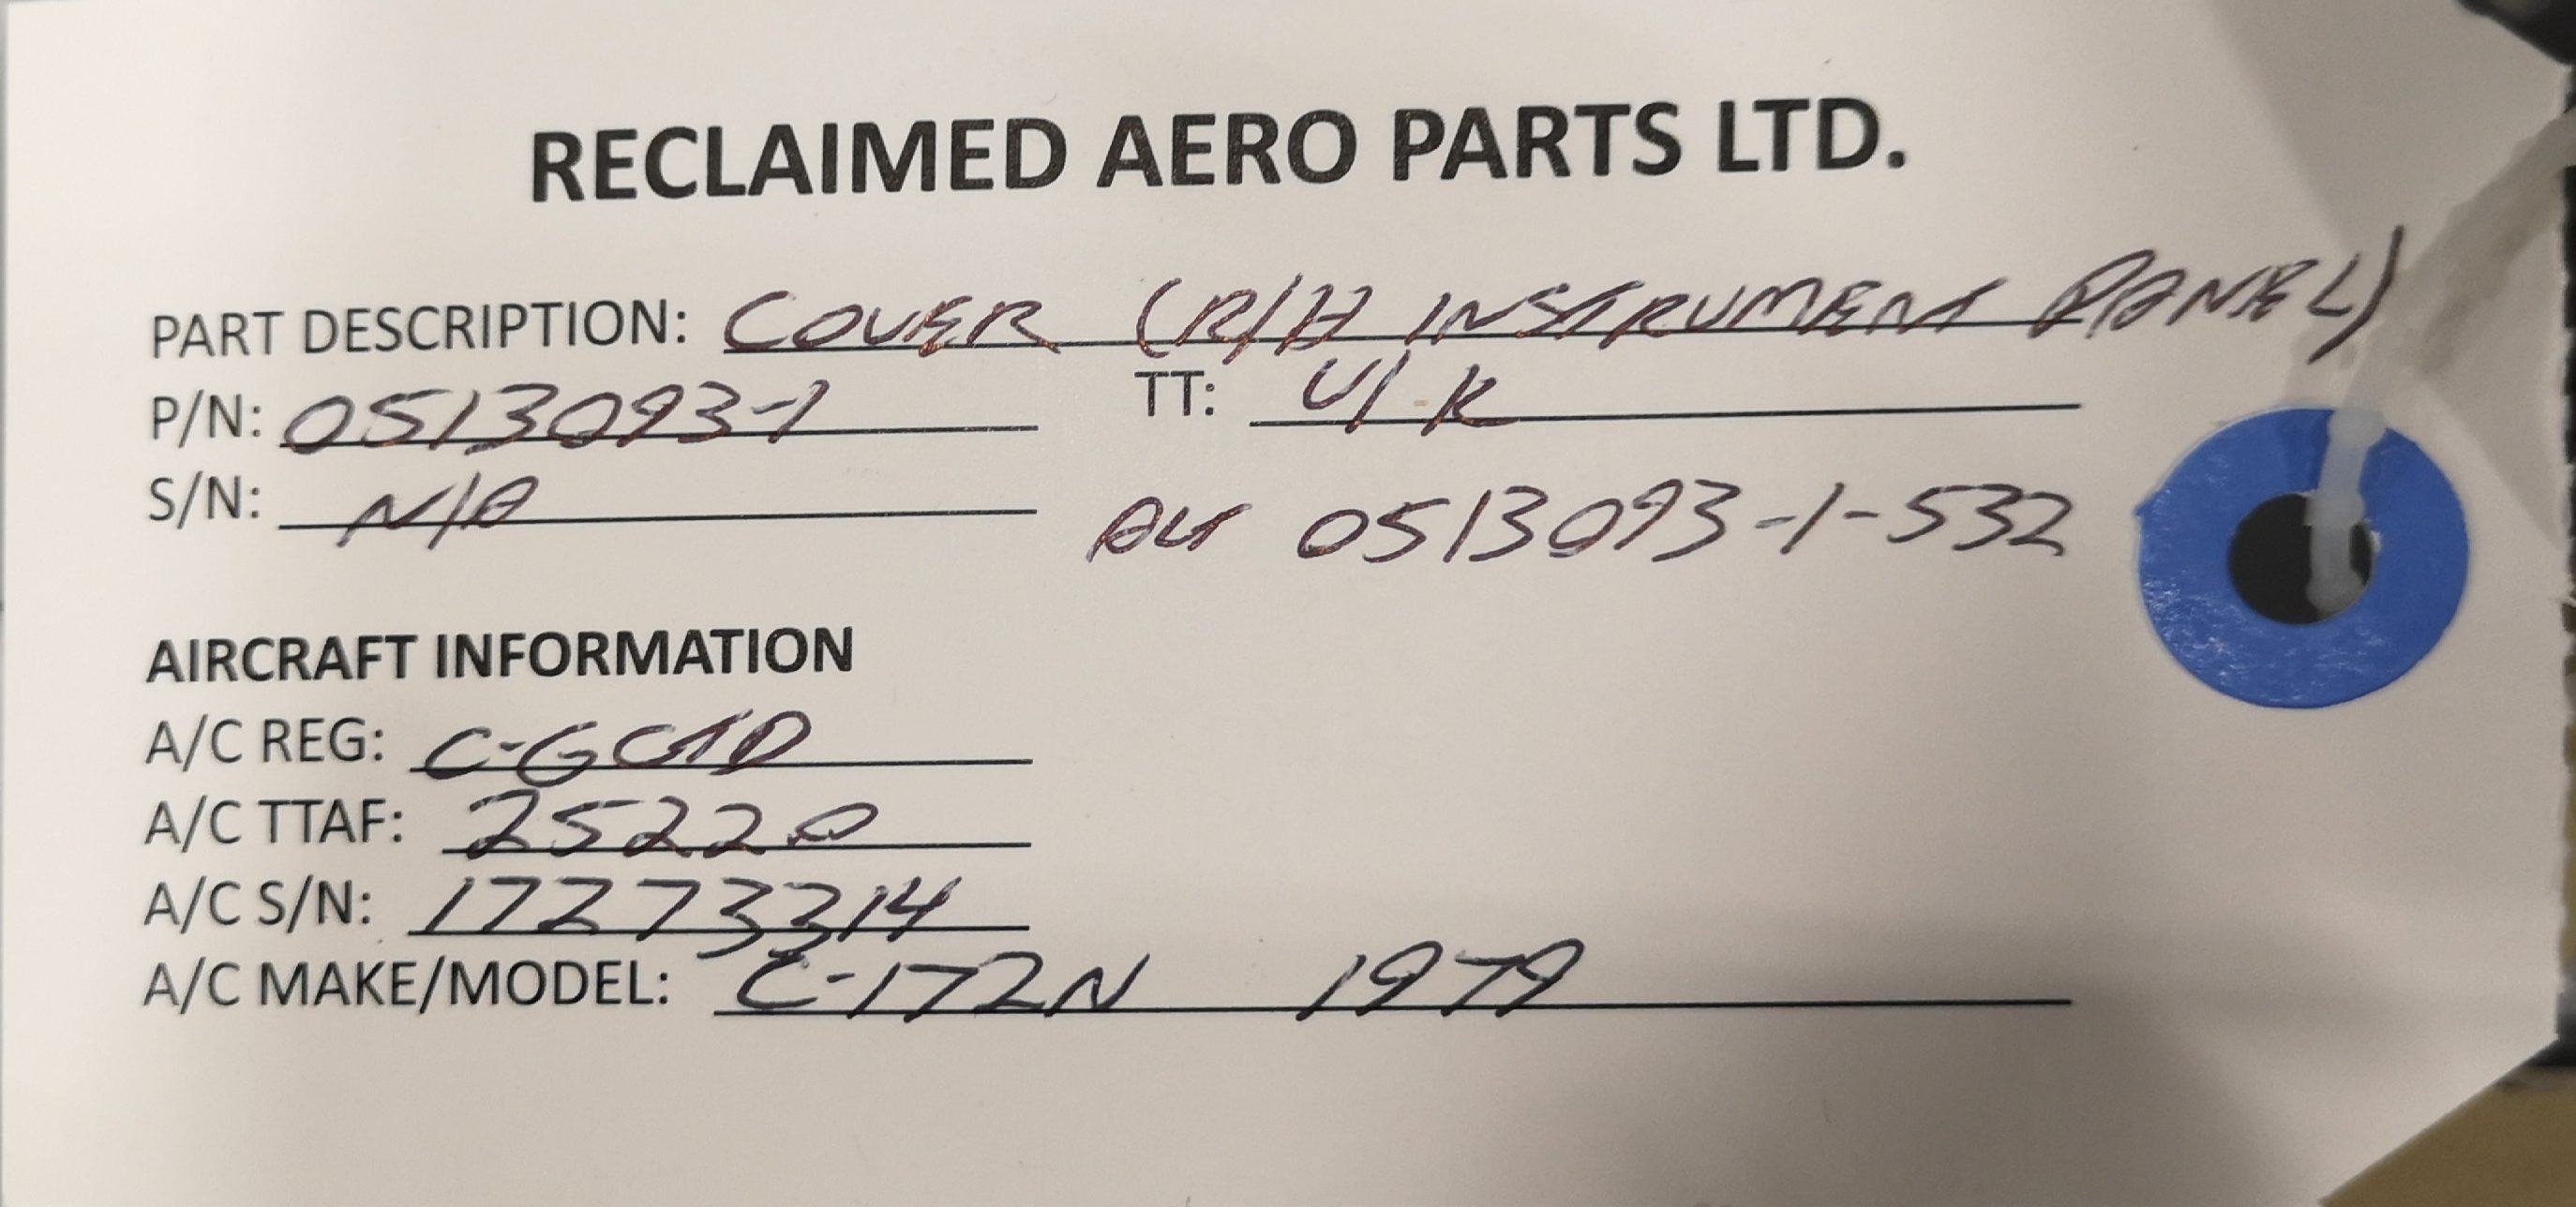 RECLAIMED AERO PARTS LTD.
PART DESCRIPTION: COVER (R/H INSTRUMENT PANEL)
P/N: 0513093-1 TT: U/K
S/N: N/A ALT 0513093-1-532
AIRCRAFT INFORMATION
A/C REG: C-GCTD
A/C TTAF: 25220
A/C S/N: 17273314
A/C MAKE/MODEL: C-172N 1979